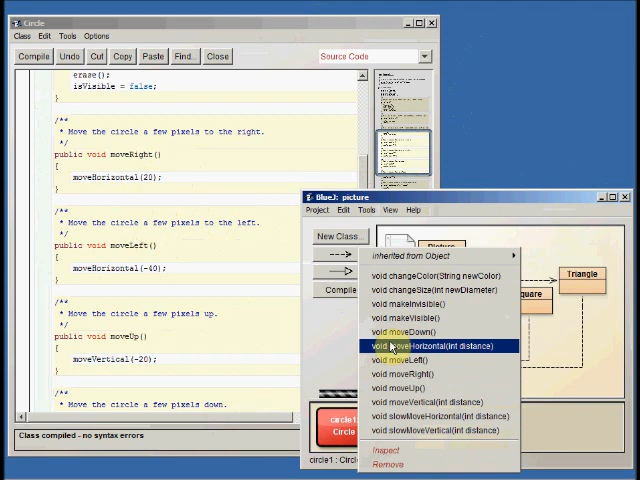 Circle
Class Edit Tools Options
Compile Undo Cut Copy Paste Find... Close Source Code
erase();
isVisible = false;
}
/**
* Move the circle a few pixels to the right.
*/
public void moveRight()
{
moveHorizontal(20);
}
/**
* Move the circle a few pixels to the left.
*/
public void moveLeft()
{
moveHorizontal(-40);
}
/**
* Move the circle a few pixels up.
*/
public void moveUp()
{
moveVertical(-20);
}
/**
* Move the circle a few pixels down.
Class compiled - no syntax errors
BlueJ: picture
Project Edit Tools View Help
New Class...
Compile
Picture
Triangle
quare
inherited from Object
void changeColor(String newColor)
void changeSize(int newDiameter)
void makeInvisible()
void makeVisible()
void moveDown()
void moveHorizontal(int distance)
void moveLeft()
void moveRight()
void moveUp()
void moveVertical(int distance)
void slowMoveHorizontal(int distance)
void slowMoveVertical(int distance)
Inspect
Remove
circle1:
Circle
circle1 : Circle